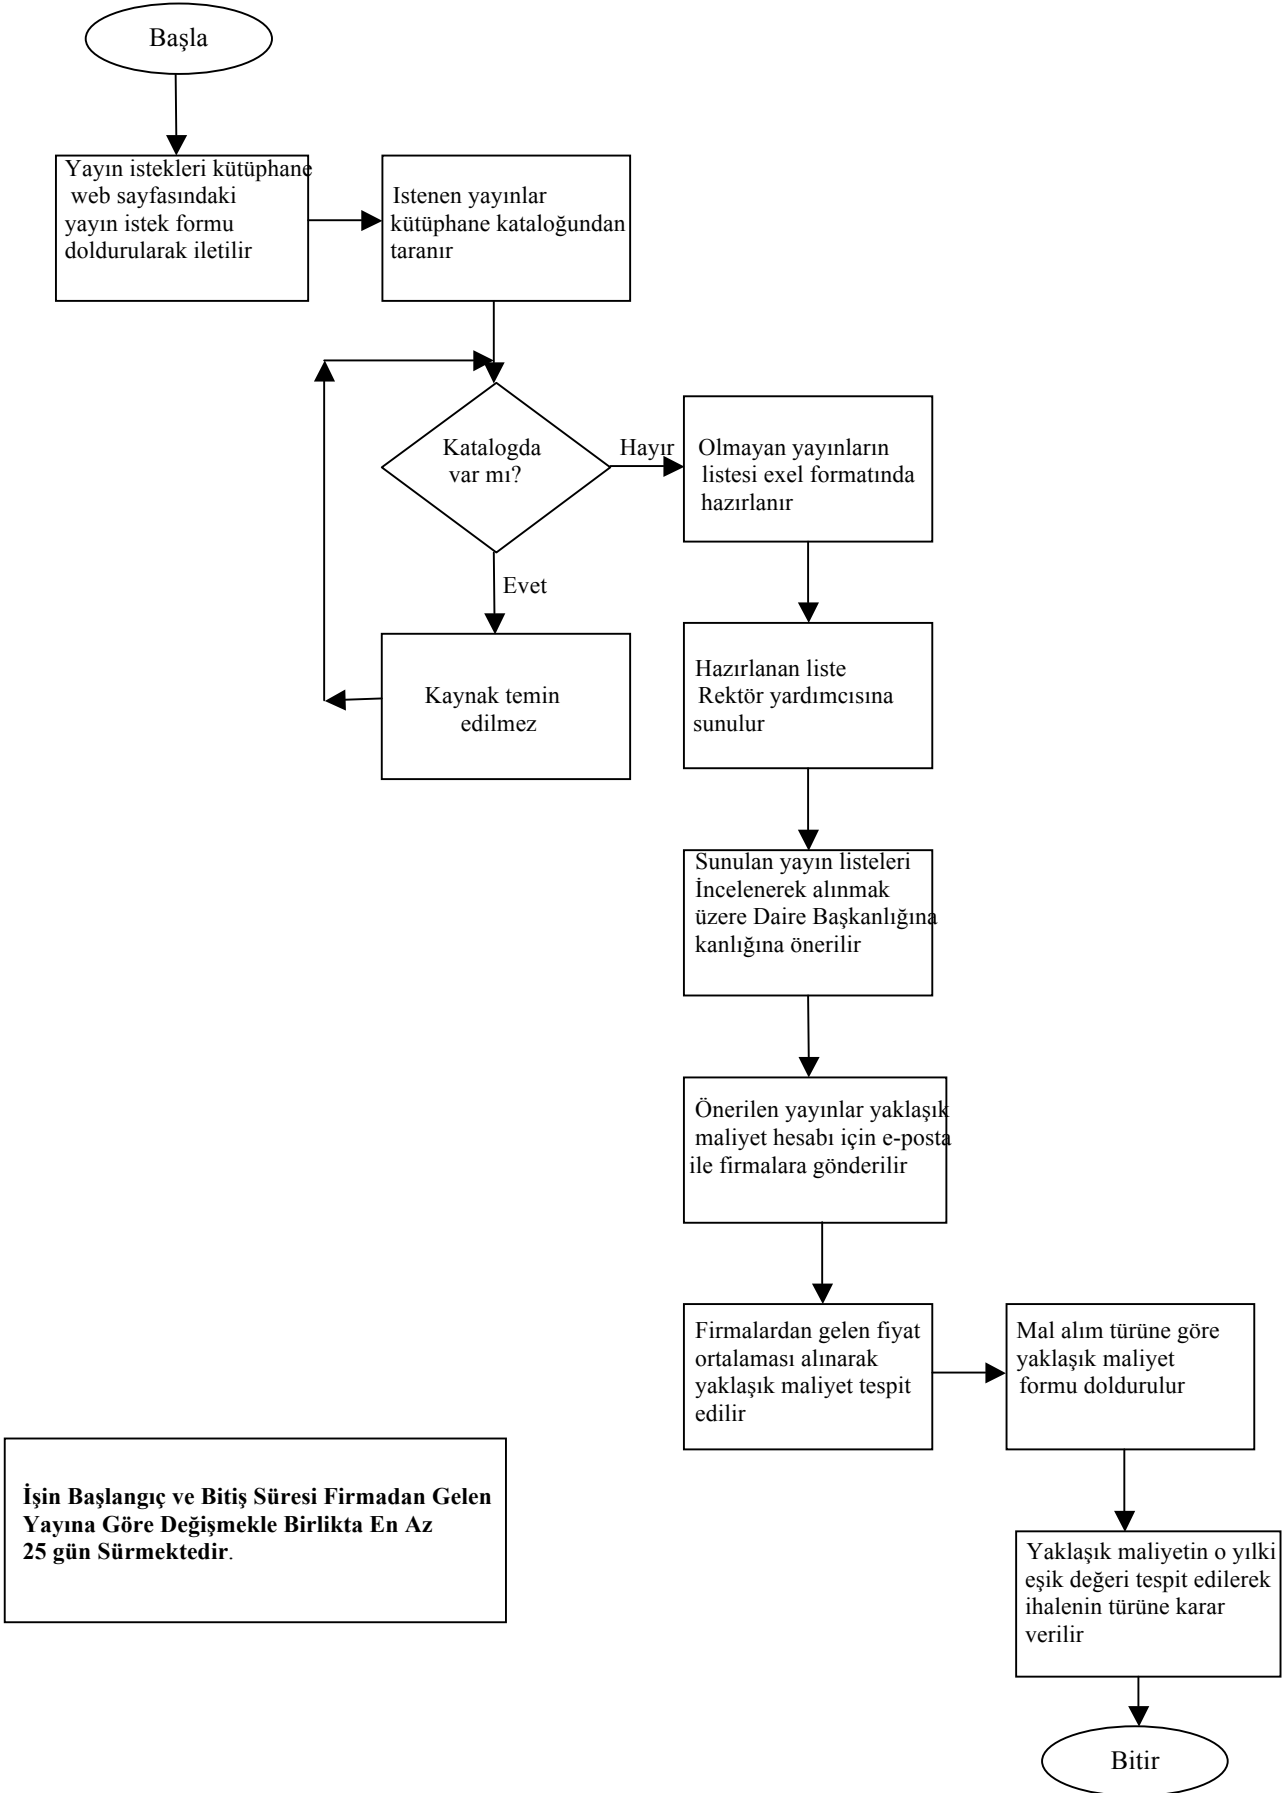 Başla
Yayın istekleri kütüphane
web sayfasındaki
yayın istek formu
doldurularak iletilir
Istenen yayınlar
kütüphane kataloğundan
taranır
Katalogda
var mı?
Hayır
Olmayan yayınların
listesi exel formatında
hazırlanır
Evet
Kaynak temin
edilmez
Hazırlanan liste
Rektör yardımcısına
sunulur
Sunulan yayın listeleri
İncelenerek alınmak
üzere Daire Başkanlığına
kanlığına önerilir
Önerilen yayınlar yaklaşık
maliyet hesabı için e-posta
ile firmalara gönderilir
Firmalardan gelen fiyat
ortalaması alınarak
yaklaşık maliyet tespit
edilir
Mal alım türüne göre
yaklaşık maliyet
formu doldurulur
İşin Başlangıç ve Bitiş Süresi Firmadan Gelen
Yayına Göre Değişmekle Birlikta En Az
25 gün Sürmektedir.
Yaklaşık maliyetin o yılki
eşik değeri tespit edilerek
ihalenin türüne karar
verilir
Bitir